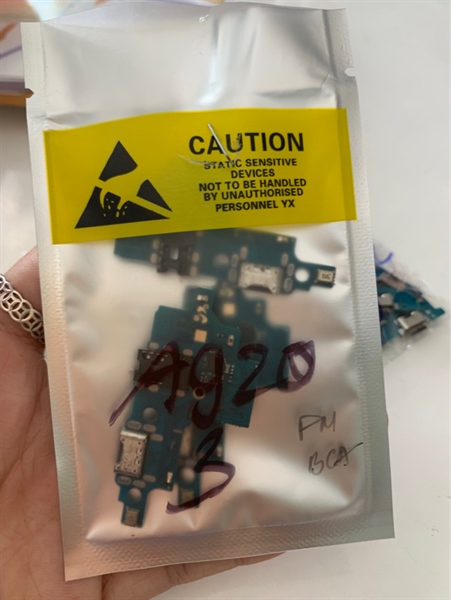 CAUTION
STATIC SENSITIVE
DEVICES
NOT TO BE HANDLED
BY UNAUTHORISED
PERSONNEL YX
A920
3
PM
BCA